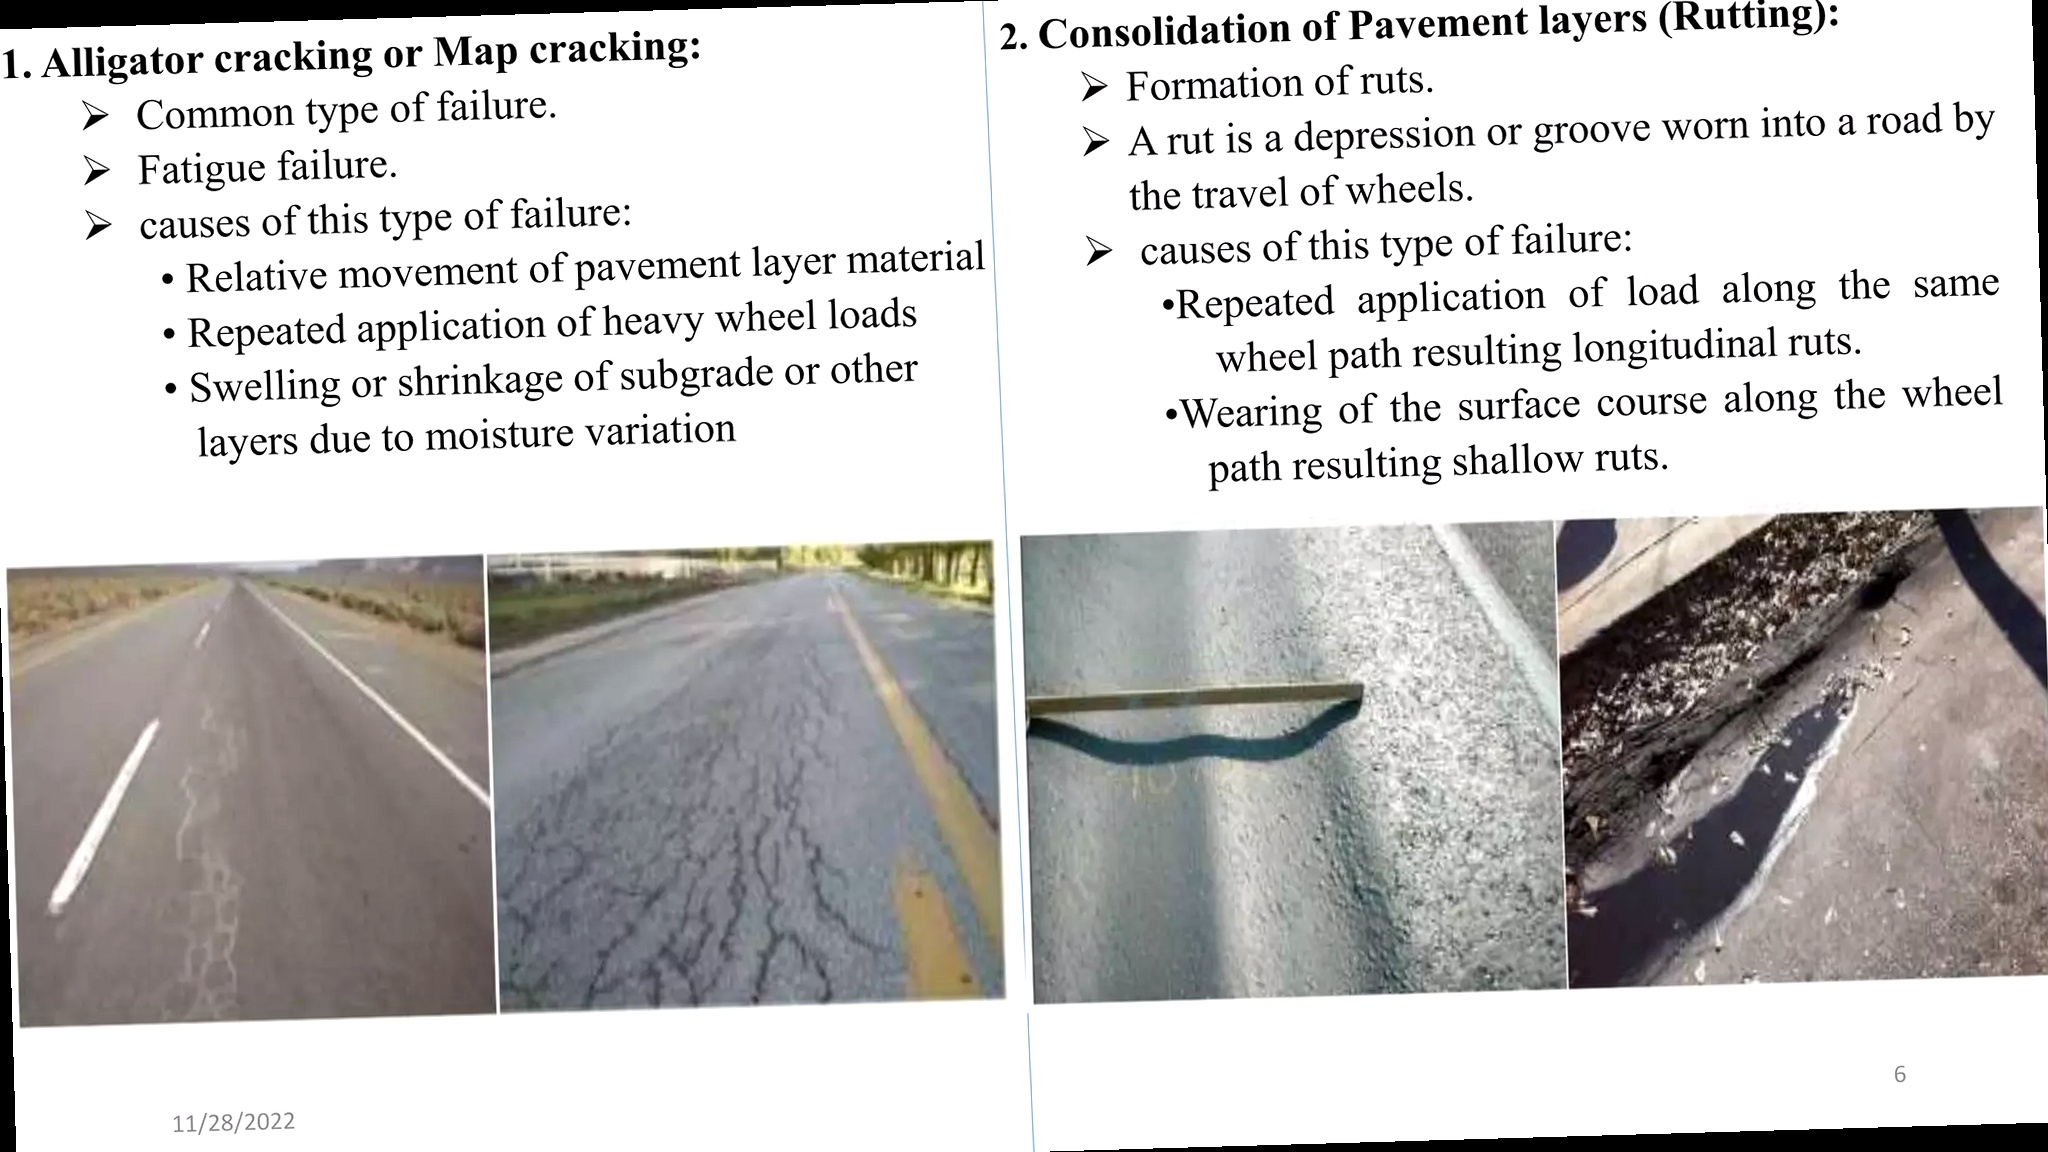 1. Alligator cracking or Map cracking:
➢ Common type of failure.
➢ Fatigue failure.
➢ causes of this type of failure:
• Relative movement of pavement layer material
• Repeated application of heavy wheel loads
• Swelling or shrinkage of subgrade or other
layers due to moisture variation
2. Consolidation of Pavement layers (Rutting):
➢ Formation of ruts.
➢ A rut is a depression or groove worn into a road by
the travel of wheels.
➢ causes of this type of failure:
•Repeated application of load along the same
wheel path resulting longitudinal ruts.
•Wearing of the surface course along the wheel
path resulting shallow ruts.
11/28/2022
6